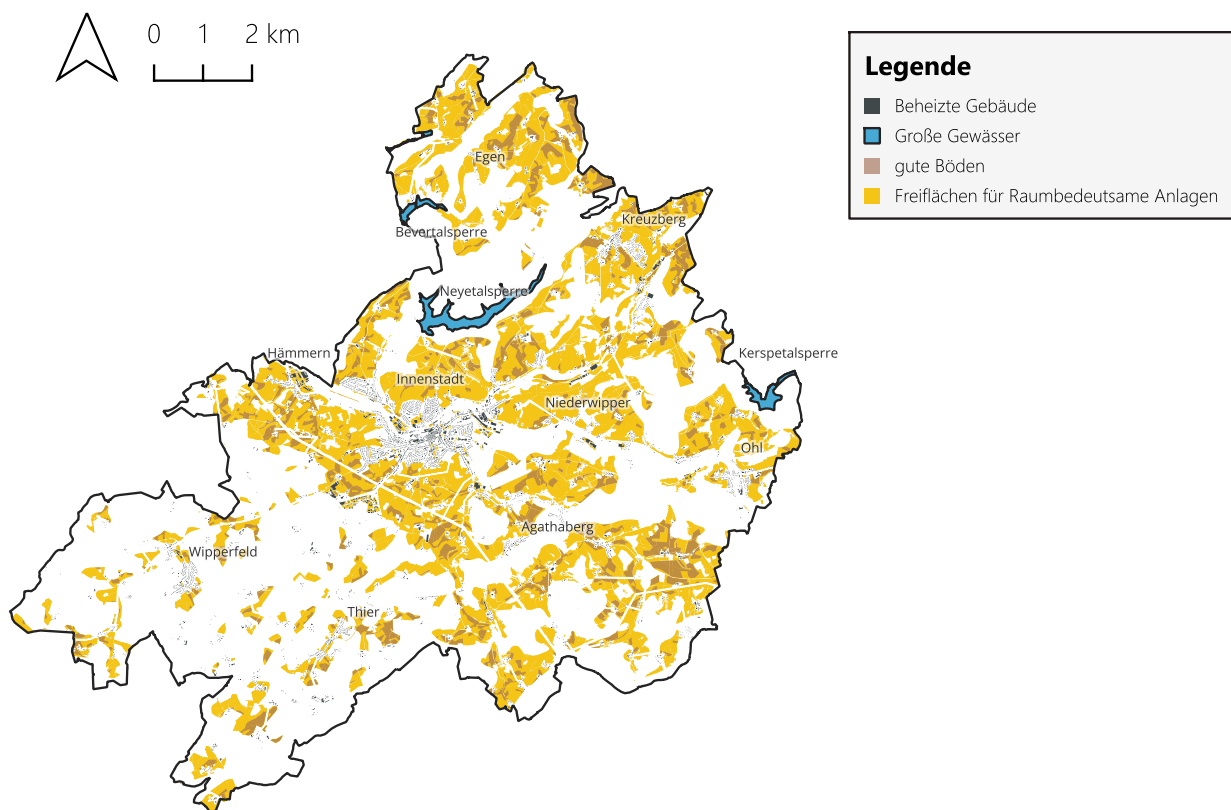 0 1 2 km
Legende
Beheizte Gebäude
Große Gewässer
gute Böden
Freiflächen für Raumbedeutsame Anlagen
Egen
Kreuzberg
Bevertalsperre
Neyetalsperre
Hämmern
Kerspetalsperre
Innenstadt
Niederwipper
Ohl
Agathaberg
Wipperfeld
Thier